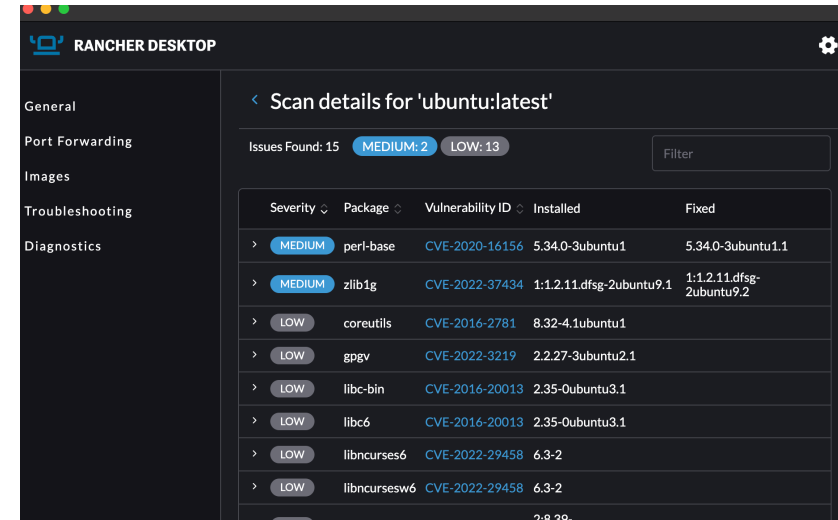 RANCHER DESKTOP
General
Port Forwarding
Images
Troubleshooting
Diagnostics
Scan details for 'ubuntu:latest'
Issues Found: 15 MEDIUM: 2 LOW: 13
Filter
Severity Package Vulnerability ID Installed Fixed
MEDIUM perl-base CVE-2020-16156 5.34.0-3ubuntu1 5.34.0-3ubuntu1.1
MEDIUM zlib1g CVE-2022-37434 1:1.2.11.dfsg-2ubuntu9.1 1:1.2.11.dfsg-
2ubuntu9.2
LOW coreutils CVE-2016-2781 8.32-4.1ubuntu1
LOW gpgv CVE-2022-3219 2.2.27-3ubuntu2.1
LOW libc-bin CVE-2016-20013 2.35-0ubuntu3.1
LOW libc6 CVE-2016-20013 2.35-0ubuntu3.1
LOW libncurses6 CVE-2022-29458 6.3-2
LOW libncursesw6 CVE-2022-29458 6.3-2
2:8.39-